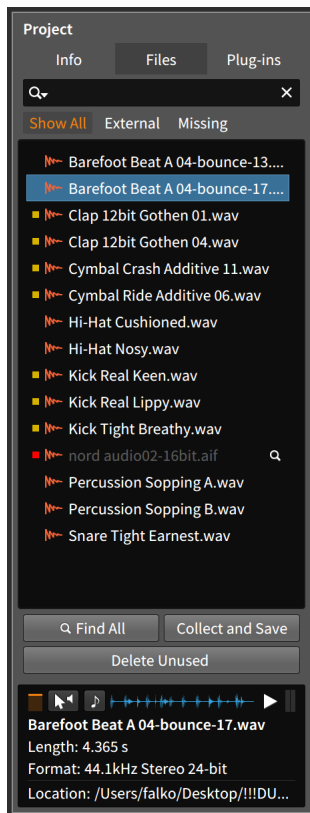 Project
Info Files Plug-ins
Show All External Missing
Barefoot Beat A 04-bounce-13....
Barefoot Beat A 04-bounce-17....
Clap 12bit Gothen 01.wav
Clap 12bit Gothen 04.wav
Cymbal Crash Additive 11.wav
Cymbal Ride Additive 06.wav
Hi-Hat Cushioned.wav
Hi-Hat Nosy.wav
Kick Real Keen.wav
Kick Real Lippy.wav
Kick Tight Breathy.wav
nord audio02-16bit.aif
Percussion Sopping A.wav
Percussion Sopping B.wav
Snare Tight Earnest.wav
Find All Collect and Save
Delete Unused
Barefoot Beat A 04-bounce-17.wav
Length: 4.365 s
Format: 44.1kHz Stereo 24-bit
Location: /Users/falko/Desktop/!!!DU...